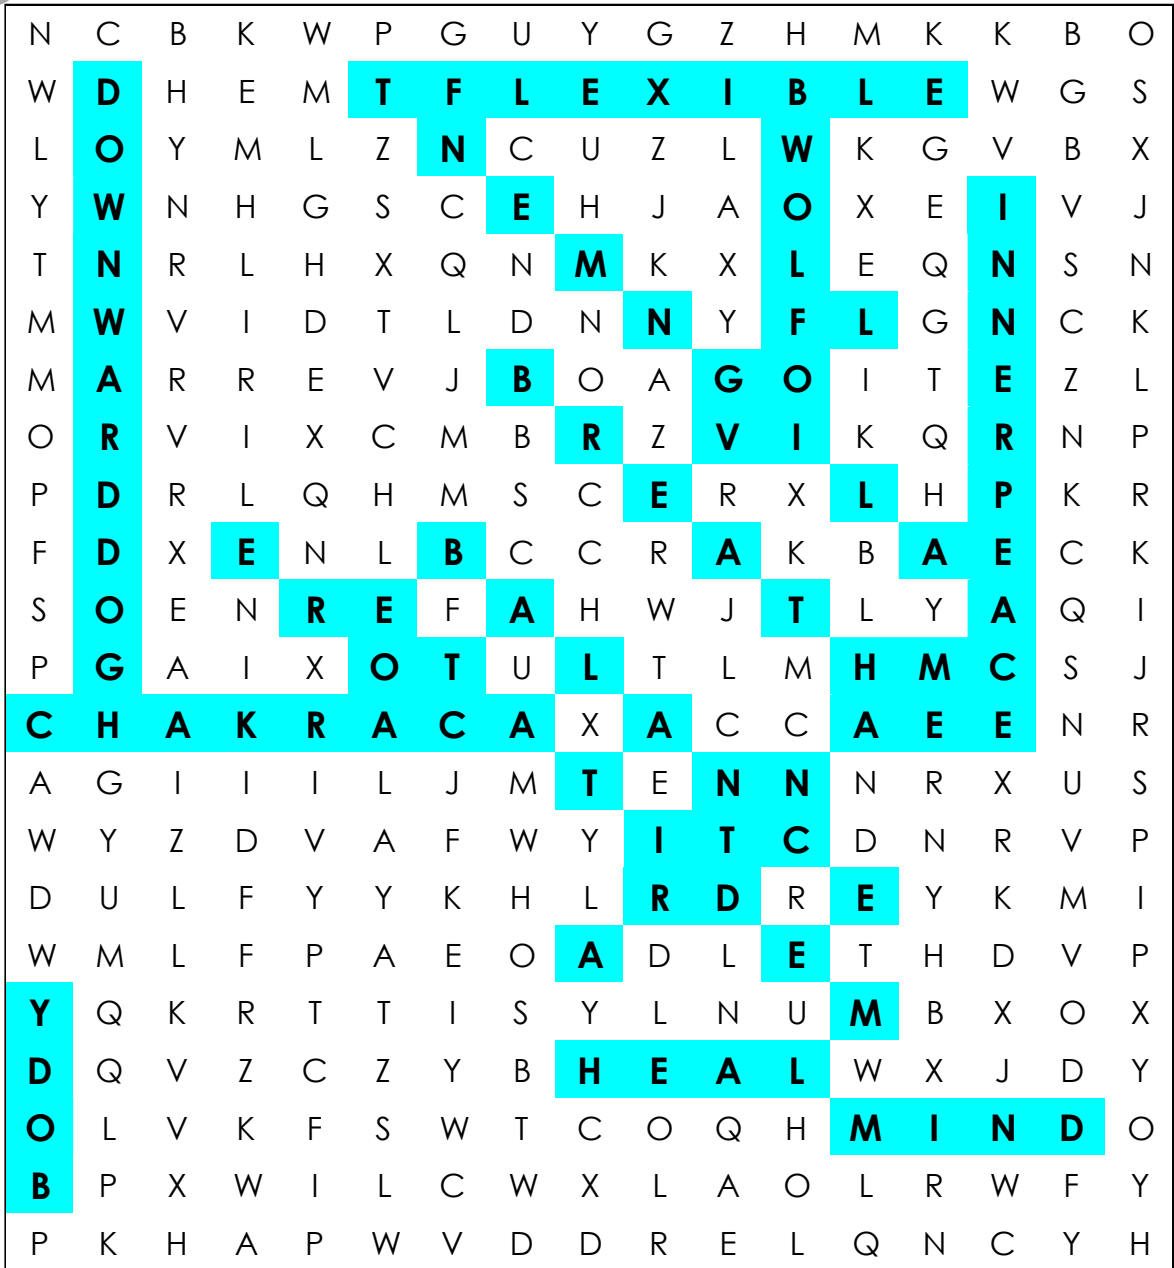 N C B K W P G U Y G Z H M K K B O
W D H E M T F L E X I B L E W G S
L O Y M L Z N C U Z L W K G V B X
Y W N H G S C E H J A O X E I V J
T N R L H X Q N M K X L E Q N S N
M W V I D T L D N N Y F L G N C K
M A R R E V J B O A G O I T E Z L
O R V I X C M B R Z V I K Q R N P
P D R L Q H M S C E R X L H P K R
F D X E N L B C C R A K B A E C K
S O E N R E F A H W J T L Y A Q I
P G A I X O T U L T L M H M C S J
C H A K R A C A X A C C A E E N R
A G I I I L J M T E N N N R X U S
W Y Z D V A F W Y I T C D N R V P
D U L F Y Y K H L R D R E Y K M I
W M L F P A E O A D L E T H D V P
Y Q K R T T I S Y L N U M B X O X
D Q V Z C Z Y B H E A L W X J D Y
O L V K F S W T C O Q H M I N D O
B P X W I L C W X L A O L R W F Y
P K H A P W V D D R E L Q N C Y H